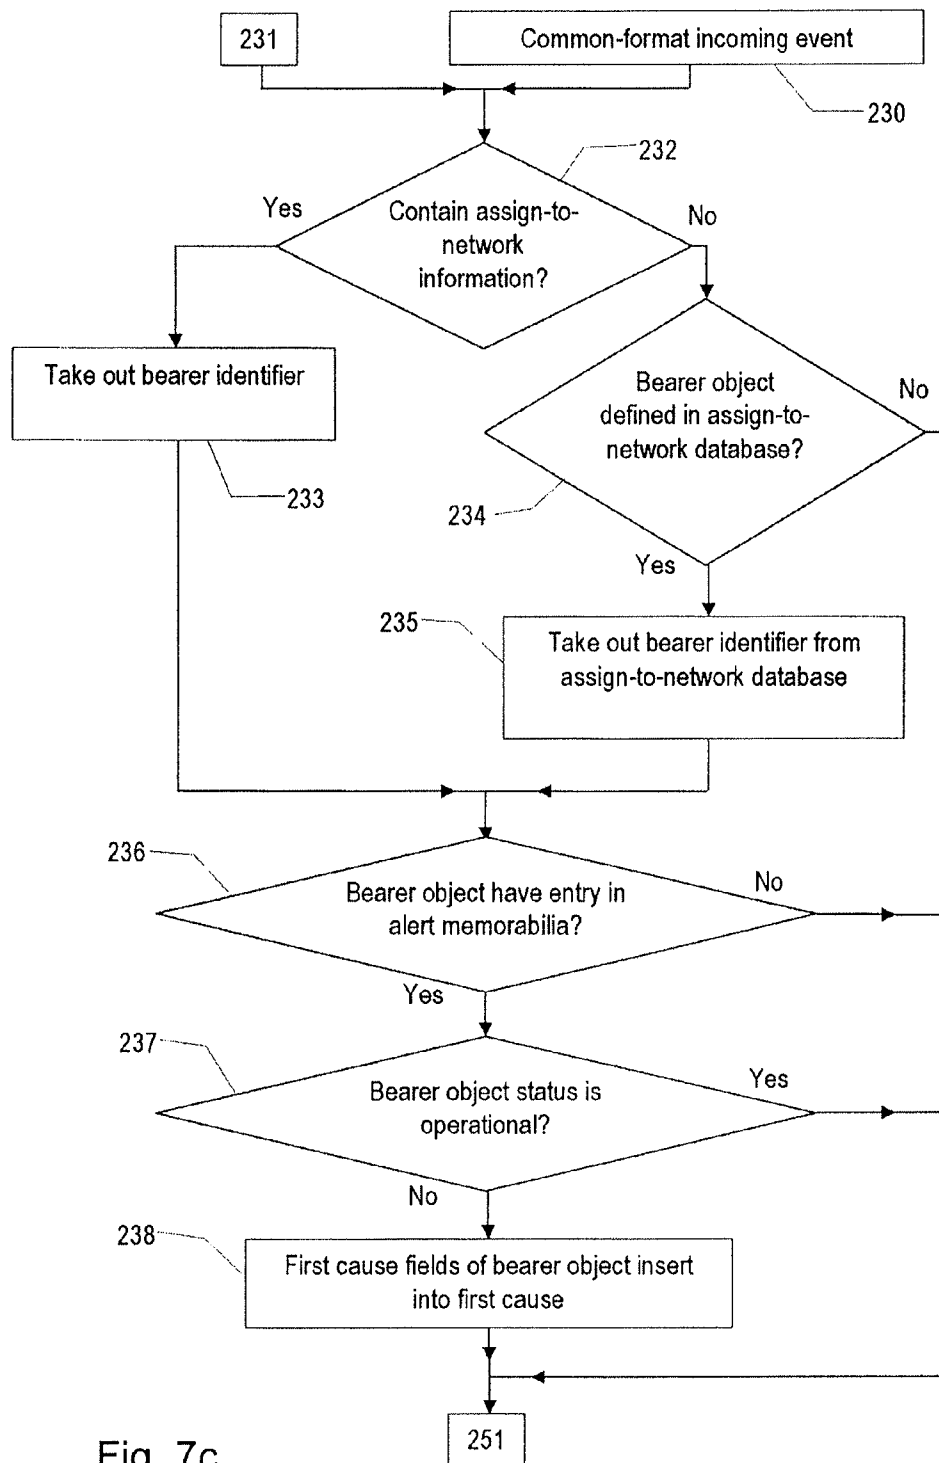 231
Common-format incoming event
230
232
Yes
Contain assign-to-
network
information?
No
Take out bearer identifier
233
Bearer object
defined in assign-to-
network database?
No
234
Yes
235
Take out bearer identifier from
assign-to-network database
236
Bearer object have entry in
alert memorabilia?
No
Yes
237
Bearer object status is
operational?
Yes
No
238
First cause fields of bearer object insert
into first cause
251
Fig. 7c